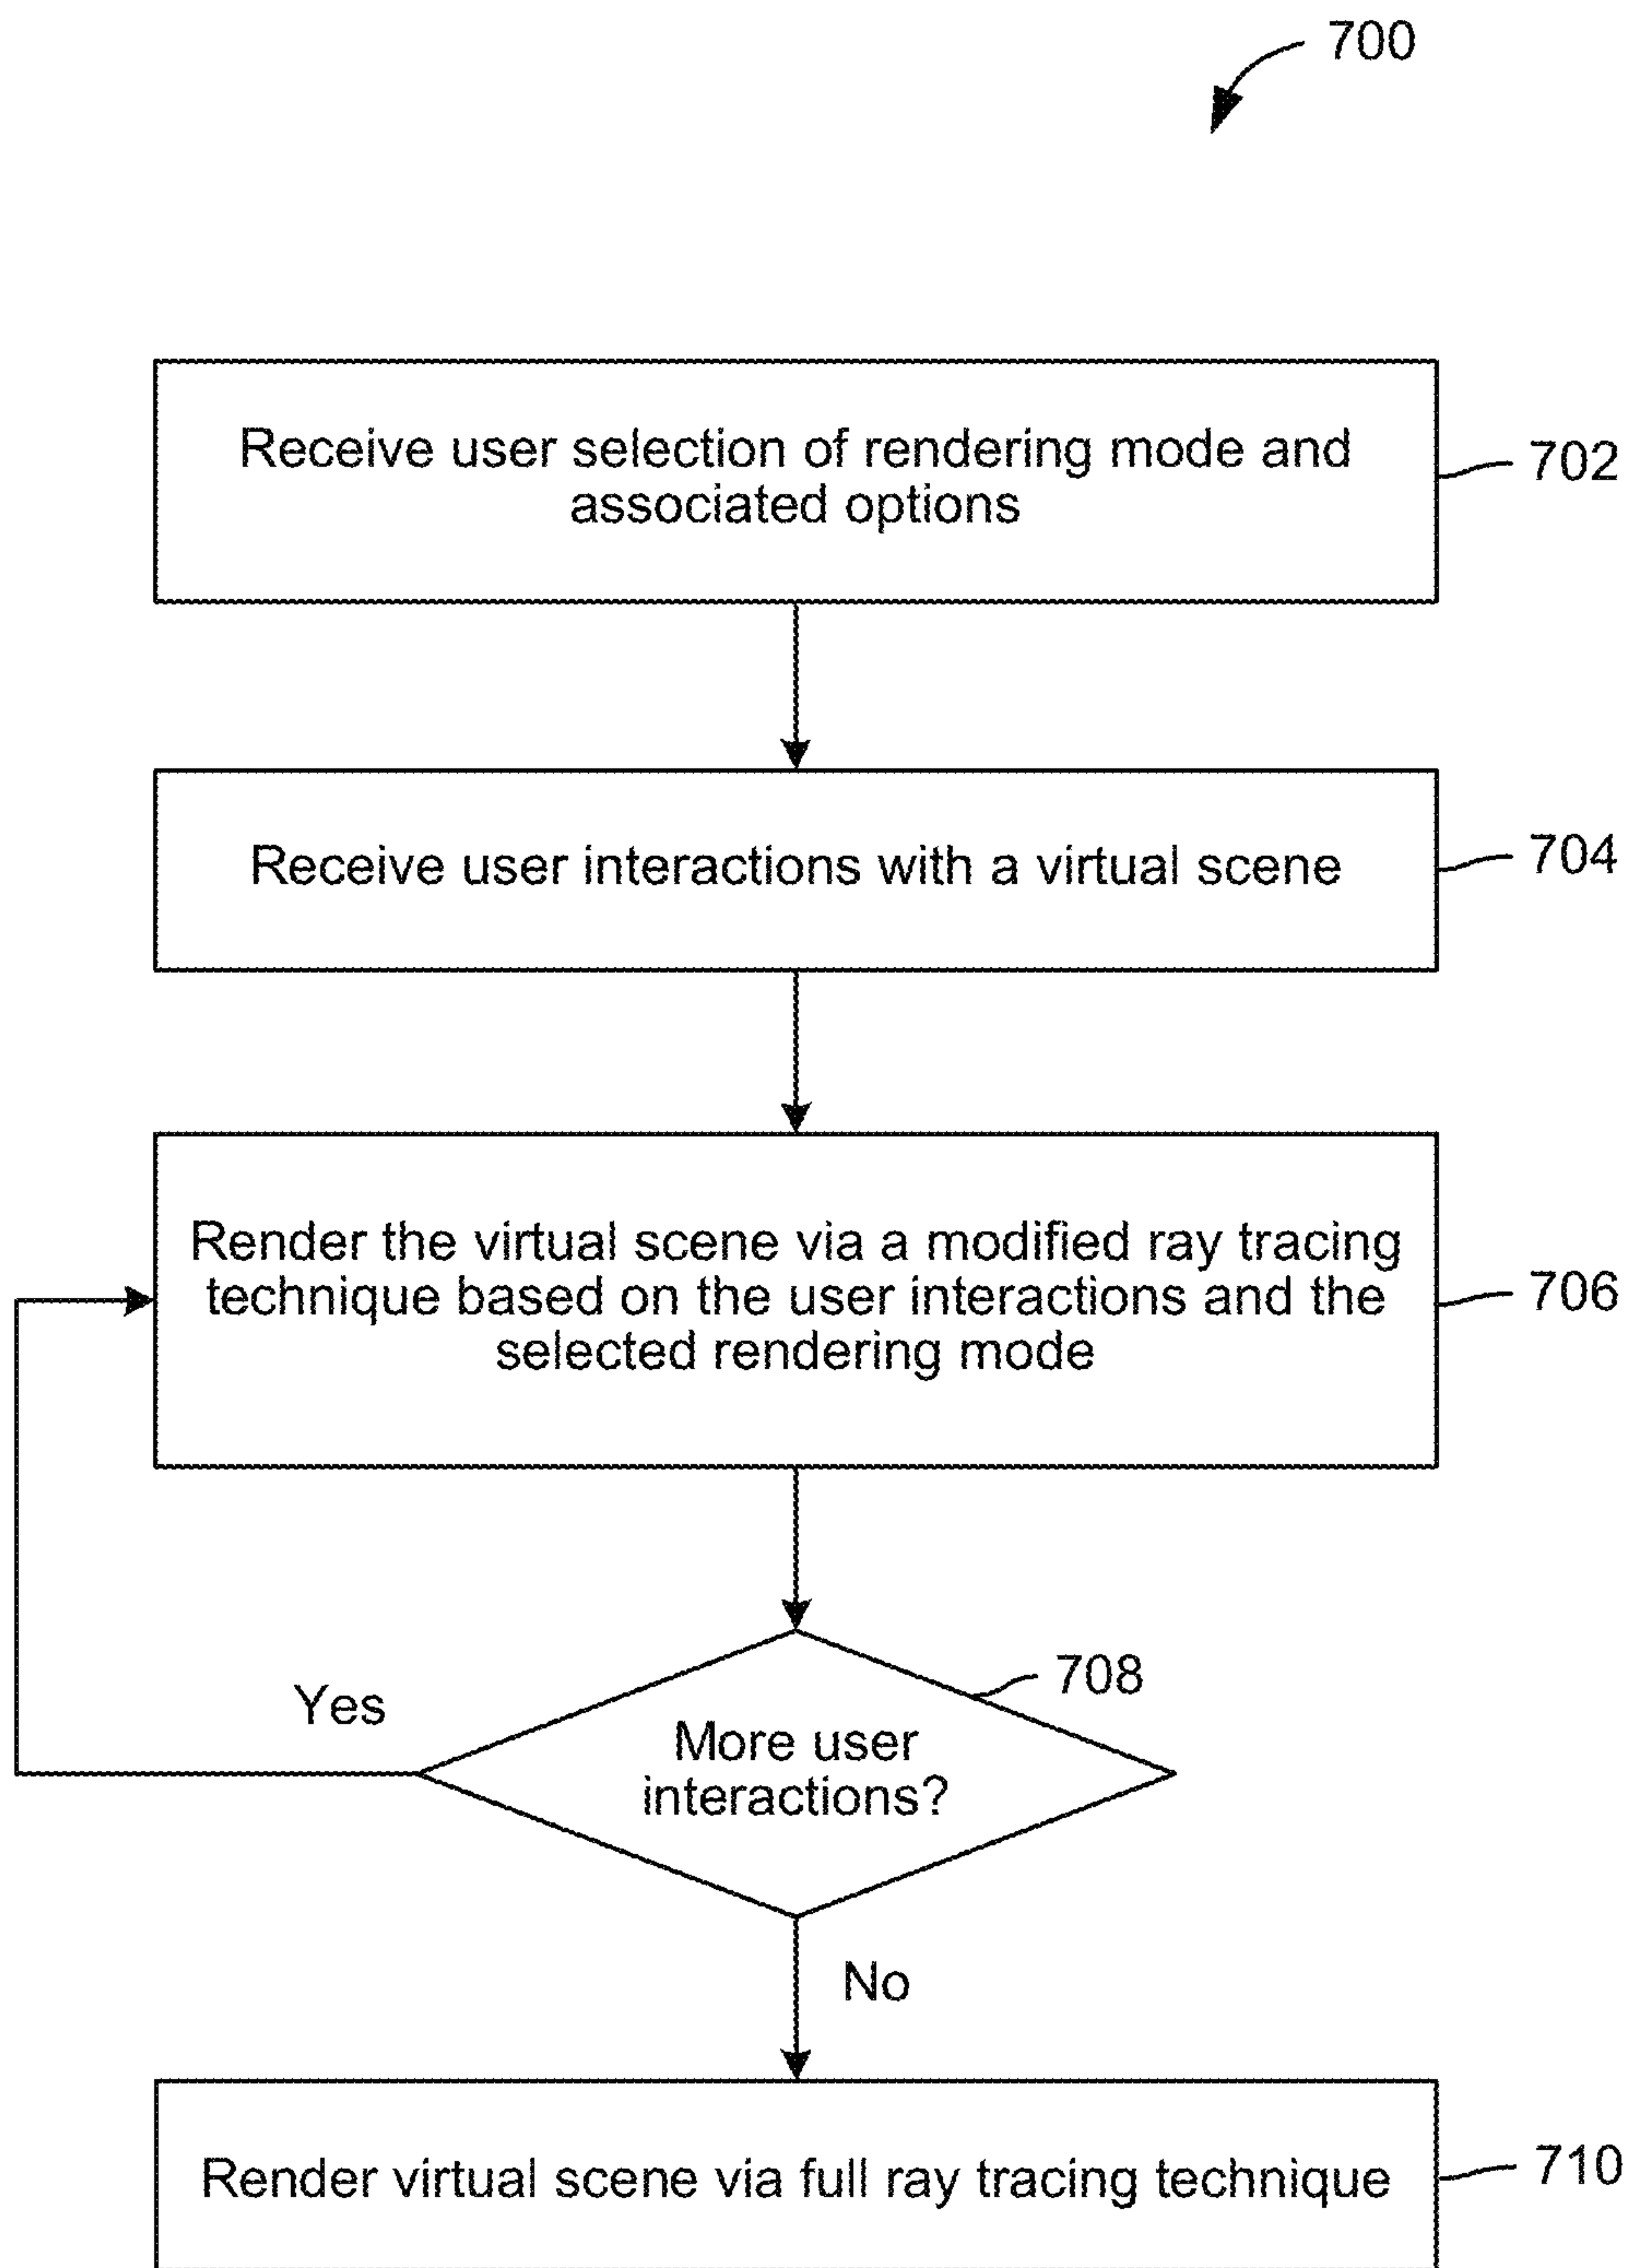 700
Receive user selection of rendering mode and
associated options
702
Receive user interactions with a virtual scene
704
Render the virtual scene via a modified ray tracing
technique based on the user interactions and the
selected rendering mode
706
708
Yes
More user
interactions?
No
Render virtual scene via full ray tracing technique
710